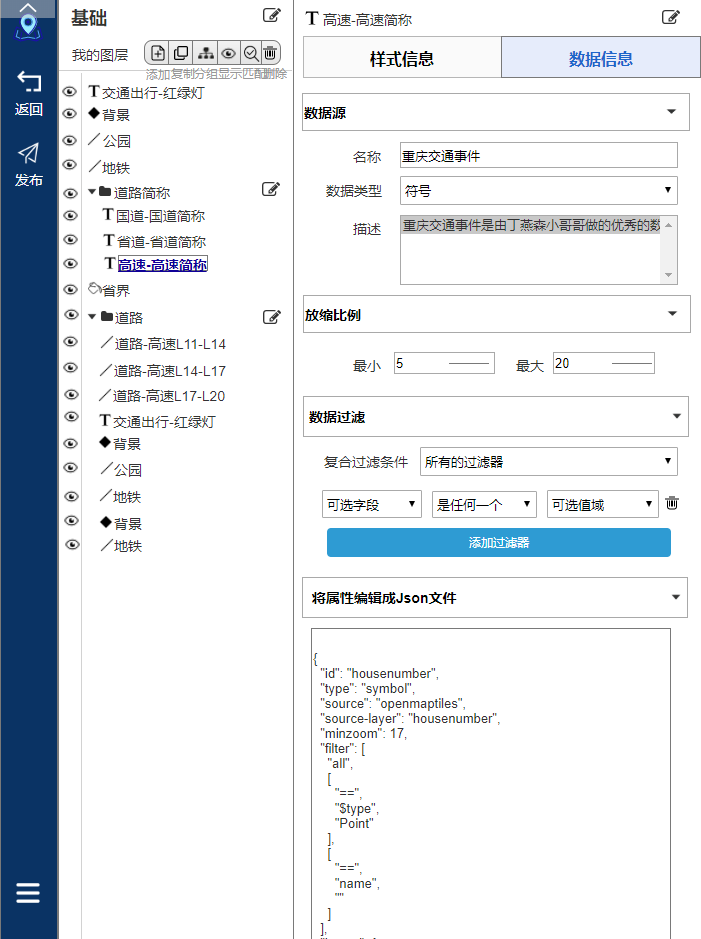 返回
发布
基础
我的图层
添加复制分组显示匹配删除
T交通出行-红绿灯
背景
公园
地铁
道路简称
T国道-国道简称
T省道-省道简称
T高速-高速简称
省界
道路
道路-高速L11-L14
道路-高速L14-L17
道路-高速L17-L20
T交通出行-红绿灯
背景
公园
地铁
背景
地铁
T 高速-高速简称
样式信息
数据信息
数据源
名称 重庆交通事件
数据类型 符号
描述 重庆交通事件是由丁燕森小哥哥做的优秀的数
放缩比例
最小 5 最大 20
数据过滤
复合过滤条件 所有的过滤器
可选字段 是任何一个 可选值域
添加过滤器
将属性编辑成Json文件
{
"id": "housenumber",
"type": "symbol",
"source": "openmaptiles",
"source-layer": "housenumber",
"minzoom": 17,
"filter": [
"all",
[
"==",
"$type",
"Point"
],
[
"==",
"name",
""
]
],